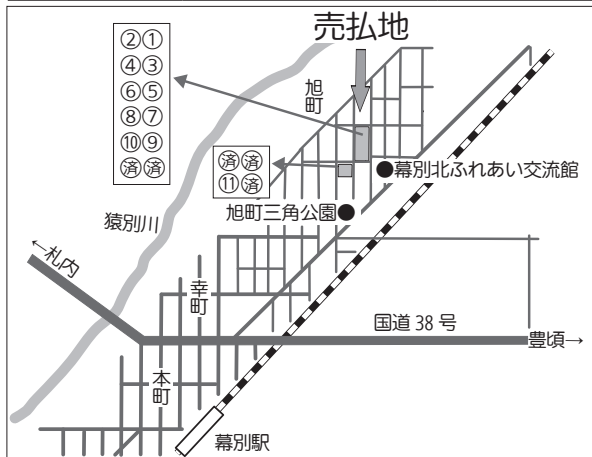 売払地
②①
④③
⑥⑤
⑧⑦
⑩⑨
済済
旭町
済済
⑪済
幕別北ふれあい交流館
旭町三角公園
猿別川
←札内
幸町
国道38号
豊頃→
本町
幕別駅